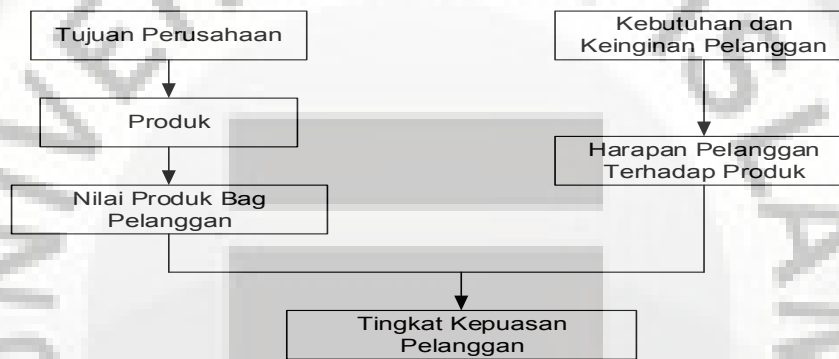 Tujuan Perusahaan
Kebutuhan dan
Keinginan Pelanggan
Produk
Harapan Pelanggan
Terhadap Produk
Nilai Produk Bag
Pelanggan
Tingkat Kepuasan
Pelanggan